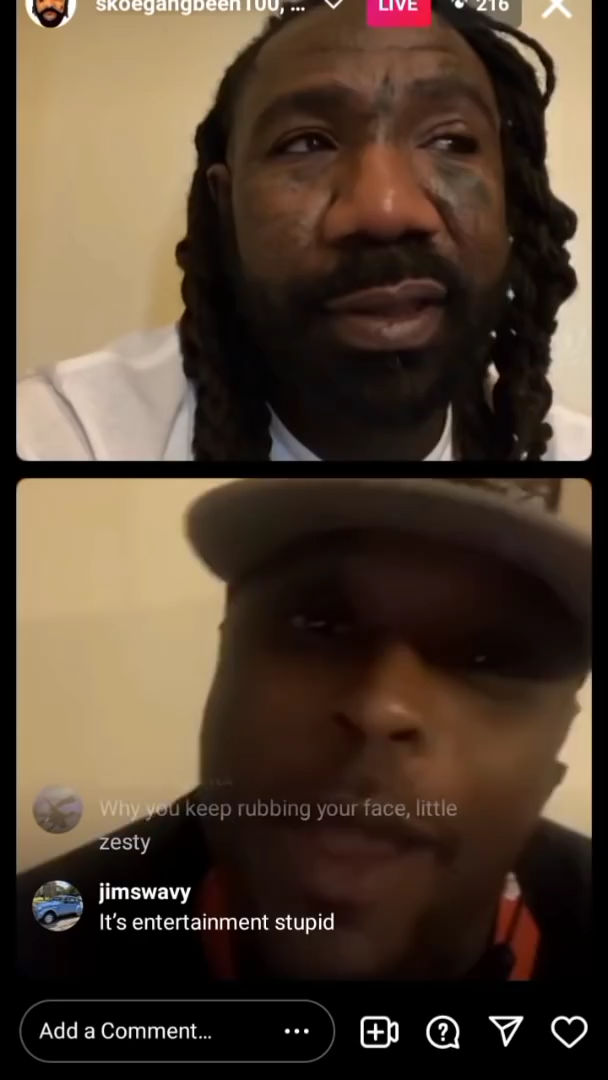 skoegangbeen100, ...
LIVE
216
Why you keep rubbing your face, little
zesty
jimswavy
It's entertainment stupid
Add a Comment...